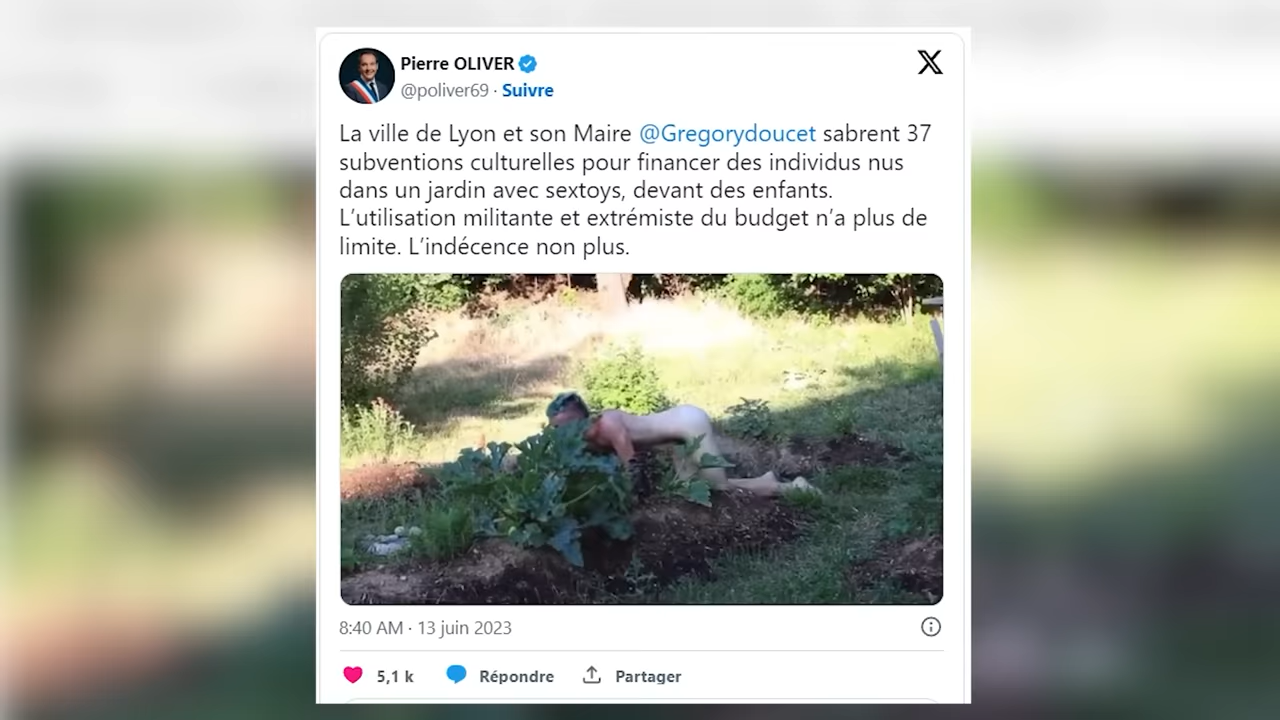 Pierre OLIVER
@poliver69 · Suivre
La ville de Lyon et son Maire @Gregorydoucet sabrent 37
subventions culturelles pour financer des individus nus
dans un jardin avec sextoys, devant des enfants.
L’utilisation militante et extrémiste du budget n’a plus de
limite. L’indécence non plus.
8:40 AM · 13 juin 2023
5,1 k Répondre Partager